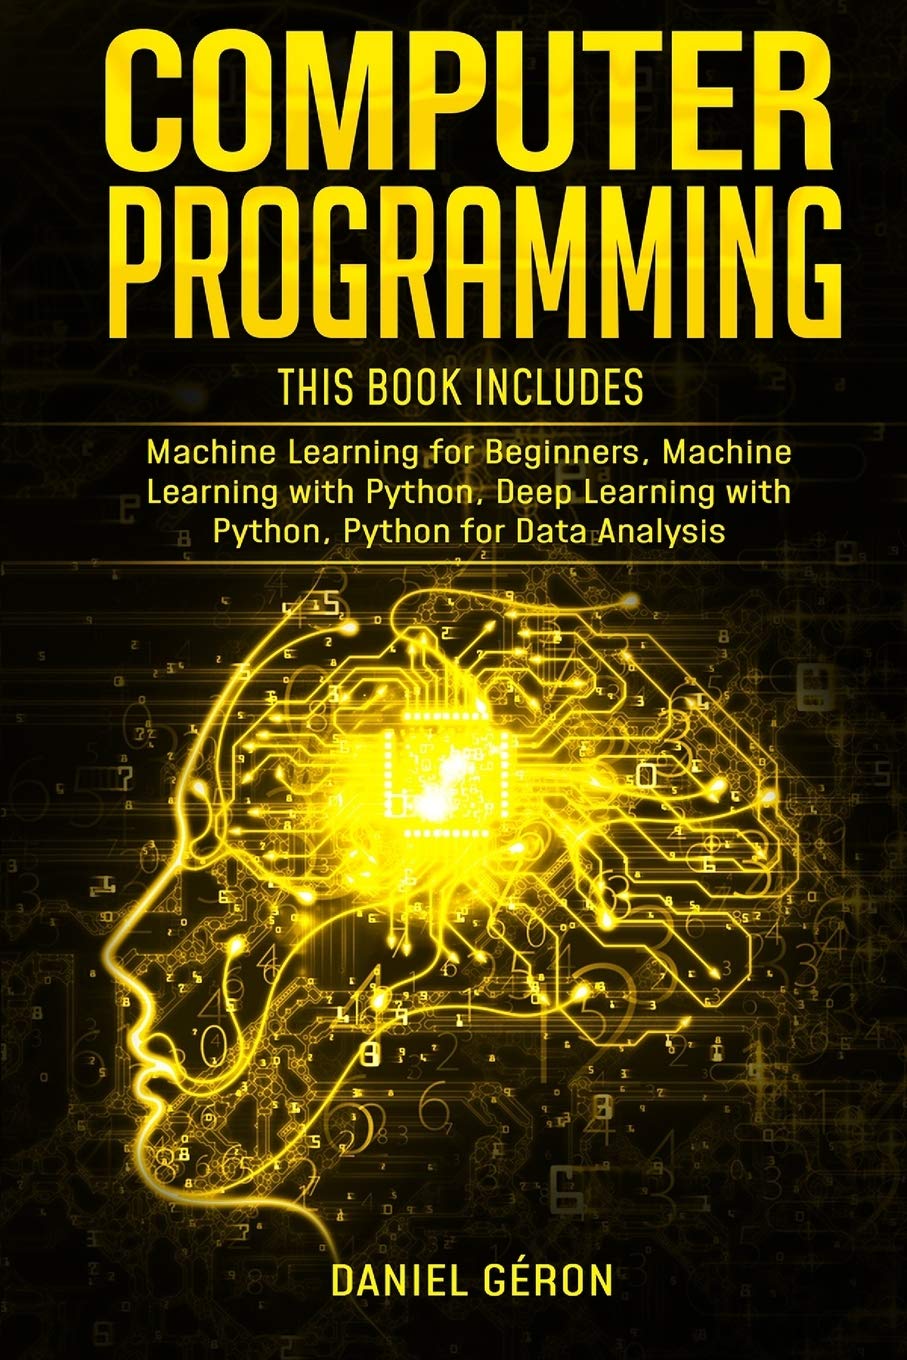 COMPUTER
PROGRAMMING
THIS BOOK INCLUDES
Machine Learning for Beginners, Machine
Learning with Python, Deep Learning with
Python, Python for Data Analysis
DANIEL GÉRON